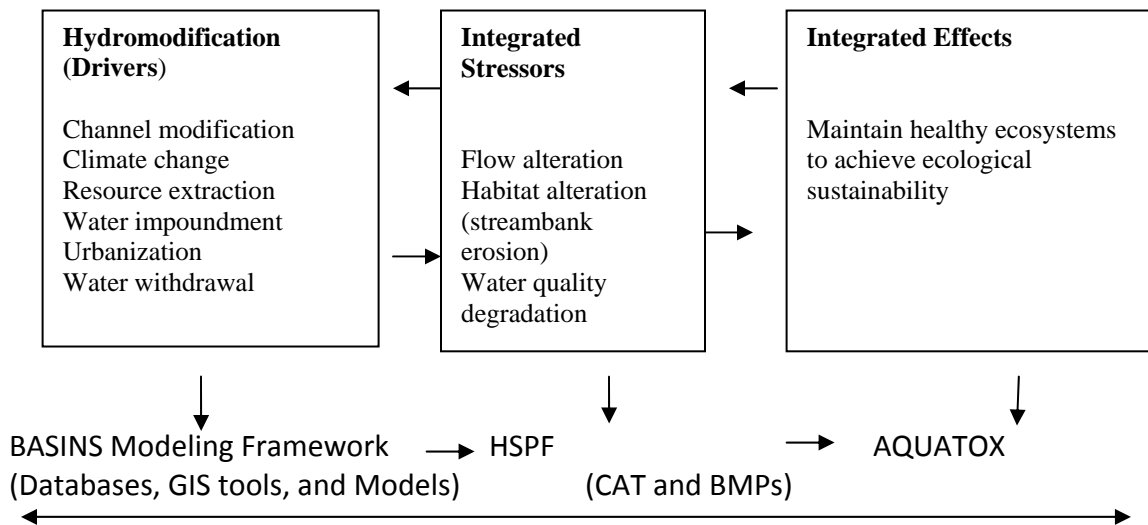 Hydromodification
(Drivers)
Channel modification
Climate change
Resource extraction
Water impoundment
Urbanization
Water withdrawal
Integrated
Stressors
Flow alteration
Habitat alteration
(streambank
erosion)
Water quality
degradation
Integrated Effects
Maintain healthy ecosystems
to achieve ecological
sustainability
BASINS Modeling Framework
(Databases, GIS tools, and Models)
HSPF
(CAT and BMPs)
AQUATOX